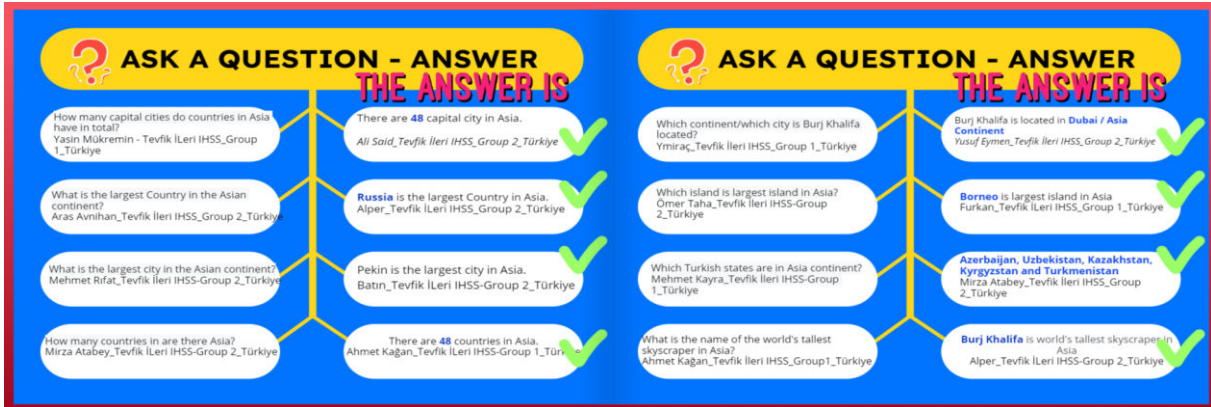 ASK A QUESTION - ANSWER
THE ANSWER IS
How many capital cities do countries in Asia
have in total?
Yasin Mükremin - Tevfik İLeri IHSS_Group
1_Türkiye
There are 48 capital city in Asia.
Ali Said_Tevfik İleri IHSS_Group 2_Türkiye
What is the largest Country in the Asian
continent?
Aras Avnihan_Tevfik İLeri IHSS_Group 2_Türkiye
Russia is the largest Country in Asia.
Alper_Tevfik İLeri IHSS_Group 2_Türkiye
What is the largest city in the Asian continent?
Mehmet Rıfat_Tevfik İleri IHSS_Group 2_Türkiye
Pekin is the largest city in Asia.
Batın_Tevfik İLeri IHSS-Group 2_Türkiye
How many countries in are there Asia?
Mirza Atabey_Tevfik İLeri IHSS-Group 2_Türkiye
There are 48 countries in Asia.
Ahmet Kağan_Tevfik İLeri IHSS-Group
ASK A QUESTION - ANSWER
THE ANSWER IS
Which continent/which city is Burj Khalifa
located?
Ymiraç_Tevfik İleri IHSS_Group 1_Türkiye
Burj Khalifa is located in Dubai / Asia
Continent
Yusuf Eymen_Tevfik İleri IHSS_Group 2_Türkiye
Which island is largest island in Asia?
Ömer Taha_Tevfik İleri IHSS-Group
2_Türkiye
Borneo is largest island in Asia
Furkan_Tevfik İLeri IHSS_Group 1_Türkiye
Which Turkish states are in Asia continent?
Mehmet Kayra_Tevfik İleri IHSS-Group
1_Türkiye
Azerbaijan, Uzbekistan, Kazakhstan,
Kyrgyzstan and Turkmenistan
Mirza Atabey_Tevfik İleri IHSS_Group
2_Türkiye
What is the name of the world's tallest
skyscraper in Asia?
Ahmet Kağan_Tevfik İleri IHSS_Group1_Türkiye
Burj Khalifa is world's tallest skyscraper in
Asia
Alper_Tevfik İLeri IHSS-Group 2_Türkiye